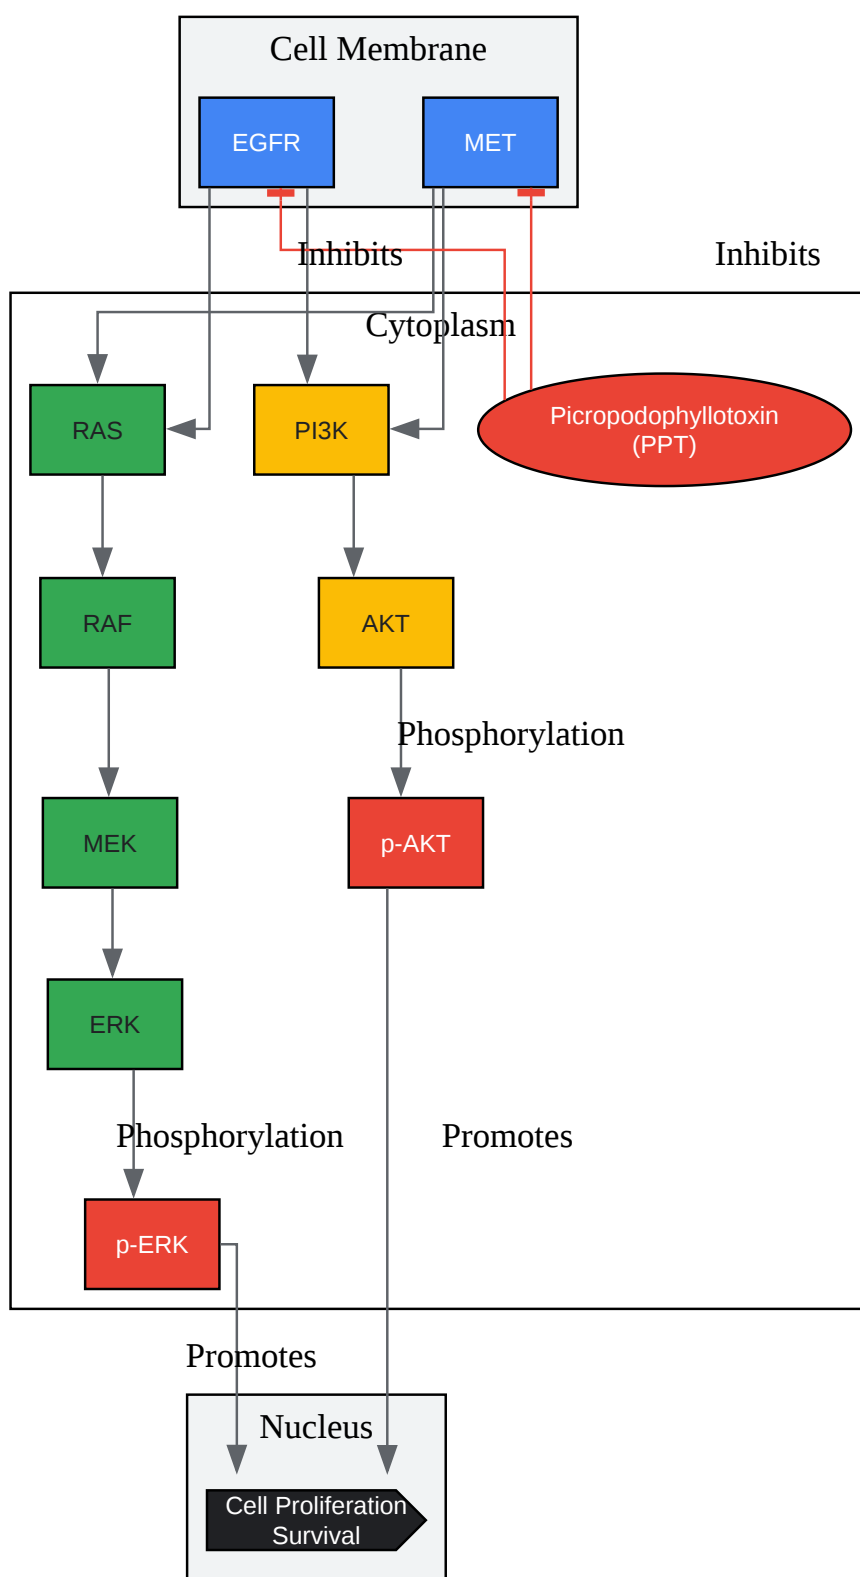 Cell Membrane
EGFR
MET
Inhibits
Inhibits
Cytoplasm
RAS
PI3K
Picropodophyllotoxin
(PPT)
RAF
AKT
Phosphorylation
MEK
p-AKT
ERK
Phosphorylation
Promotes
p-ERK
Promotes
Nucleus
Cell Proliferation
Survival